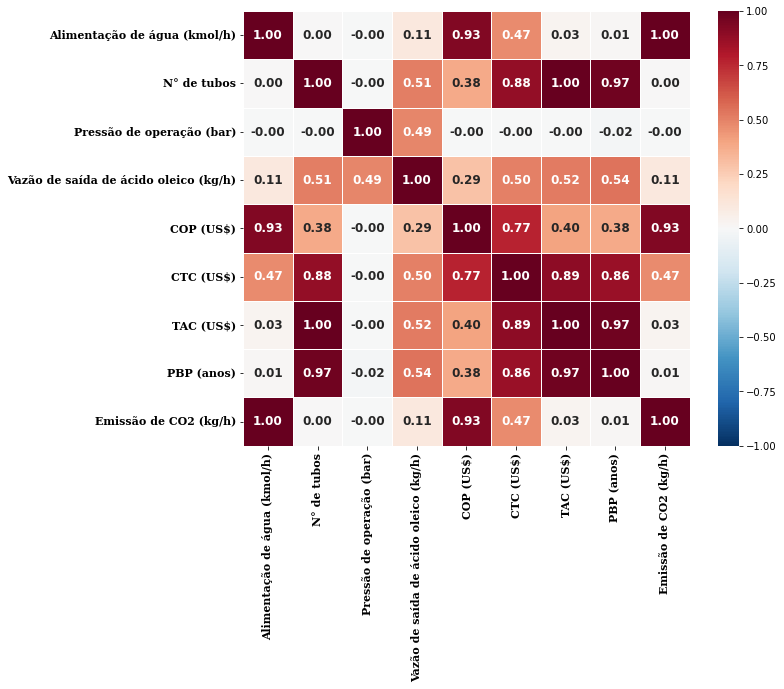 Alimentação de água (kmol/h) 1.00 0.00 -0.00 0.11 0.93 0.47 0.03 0.01 1.00
N° de tubos 0.00 1.00 -0.00 0.51 0.38 0.88 1.00 0.97 0.00
Pressão de operação (bar) -0.00 -0.00 1.00 0.49 -0.00 -0.00 -0.00 -0.02 -0.00
Vazão de saída de ácido oleico (kg/h) 0.11 0.51 0.49 1.00 0.29 0.50 0.52 0.54 0.11
COP (US$) 0.93 0.38 -0.00 0.29 1.00 0.77 0.40 0.38 0.93
CTC (US$) 0.47 0.88 -0.00 0.50 0.77 1.00 0.89 0.86 0.47
TAC (US$) 0.03 1.00 -0.00 0.52 0.40 0.89 1.00 0.97 0.03
PBP (anos) 0.01 0.97 -0.02 0.54 0.38 0.86 0.97 1.00 0.01
Emissão de CO2 (kg/h) 1.00 0.00 -0.00 0.11 0.93 0.47 0.03 0.01 1.00
Alimentação de água (kmol/h)
N° de tubos
Pressão de operação (bar)
Vazão de saída de ácido oleico (kg/h)
COP (US$)
CTC (US$)
TAC (US$)
PBP (anos)
Emissão de CO2 (kg/h)
1.00
0.75
0.50
0.25
0.00
−0.25
−0.50
−0.75
−1.00